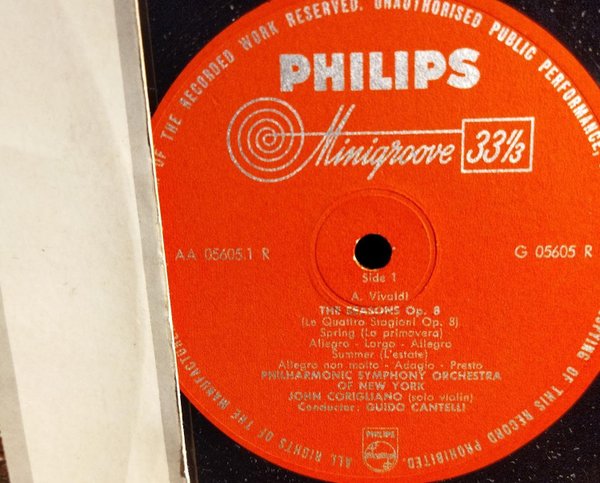 OF THE RECORDED WORK RESERVED. UNAUTHORISED PUBLIC PERFORMANCE,
PHILIPS
Minigroove 33⅓
AA 05605.1 R
G 05605 R
Side 1
A. Vivaldi
THE SEASONS Op. 8
(Le Quattro Stagioni Op. 8)
Spring (La primavera)
Allegro - Largo - Allegro
Summer (L'estate)
Allegro non molto - Adagio - Presto
PHILHARMONIC SYMPHONY ORCHESTRA
OF NEW YORK
JOHN CORIGLIANO (solo violin)
Conductor: GUIDO CANTELLI
PHILIPS
OF THIS RECORD PROHIBITED. ALL RIGHTS OF THE